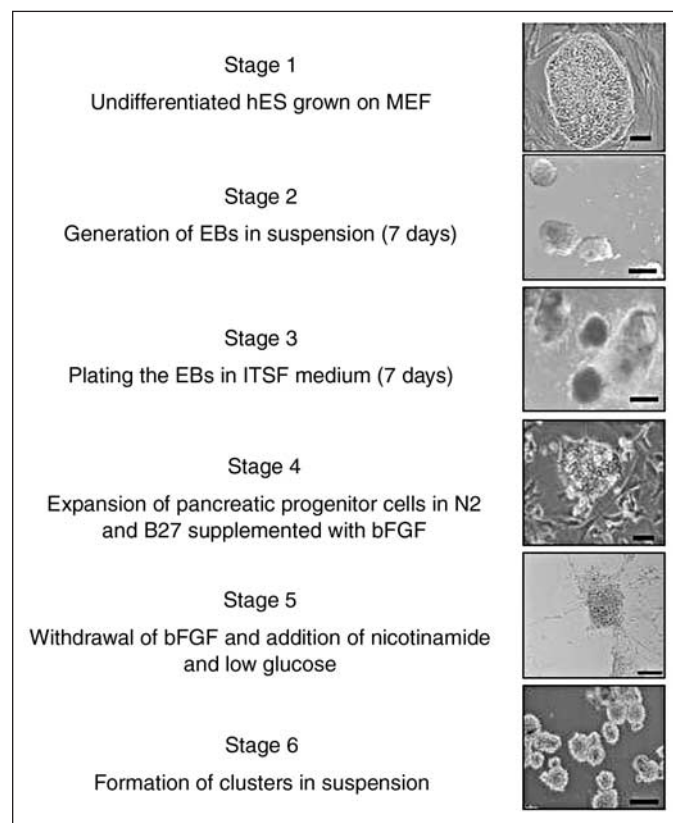 Stage 1
Undifferentiated hES grown on MEF
Stage 2
Generation of EBs in suspension (7 days)
Stage 3
Plating the EBs in ITSF medium (7 days)
Stage 4
Expansion of pancreatic progenitor cells in N2
and B27 supplemented with bFGF
Stage 5
Withdrawal of bFGF and addition of nicotinamide
and low glucose
Stage 6
Formation of clusters in suspension